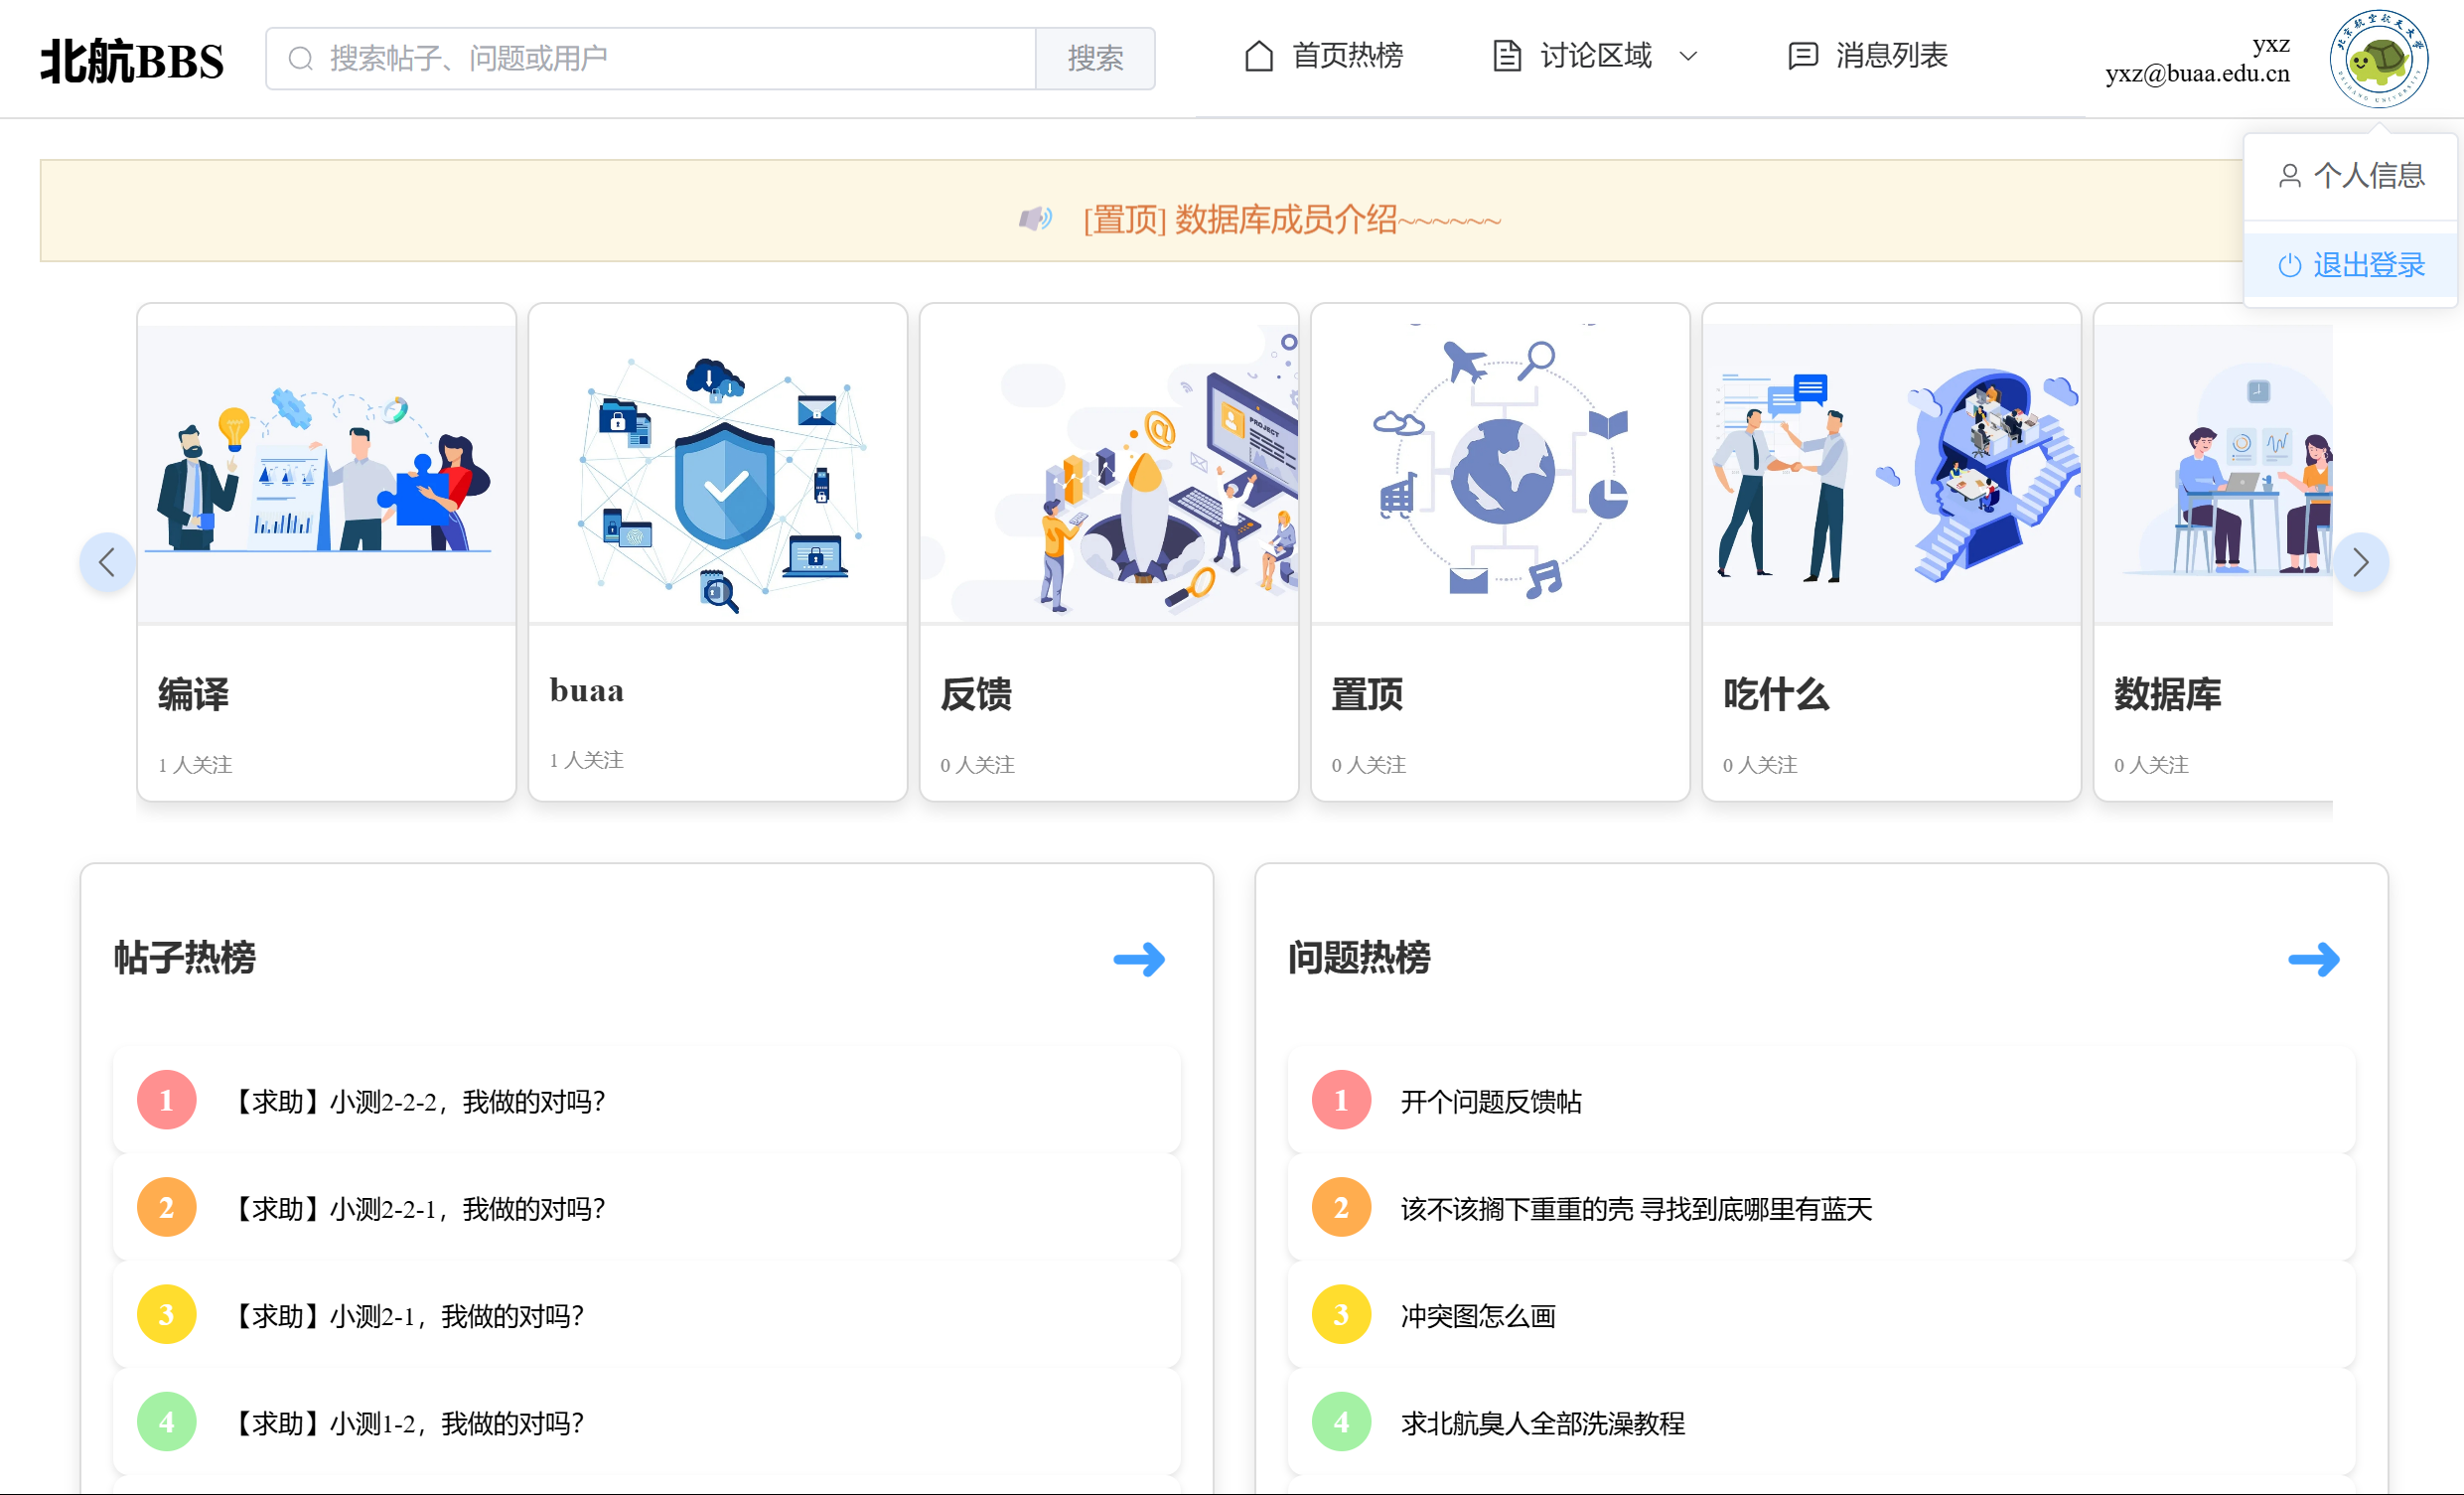 北航BBS
搜索帖子、问题或用户
搜索
首页热榜
讨论区域
消息列表
yxz
yxz@buaa.edu.cn
个人信息
退出登录
[置顶] 数据库成员介绍~~~~~~
PROJECT
编译
1 人关注
buaa
1 人关注
反馈
0 人关注
置顶
0 人关注
吃什么
0 人关注
数据库
0 人关注
帖子热榜
1 【求助】小测2-2-2，我做的对吗？
2 【求助】小测2-2-1，我做的对吗？
3 【求助】小测2-1，我做的对吗？
4 【求助】小测1-2，我做的对吗？
问题热榜
1 开个问题反馈帖
2 该不该搁下重重的壳 寻找到底哪里有蓝天
3 冲突图怎么画
4 求北航臭人全部洗澡教程